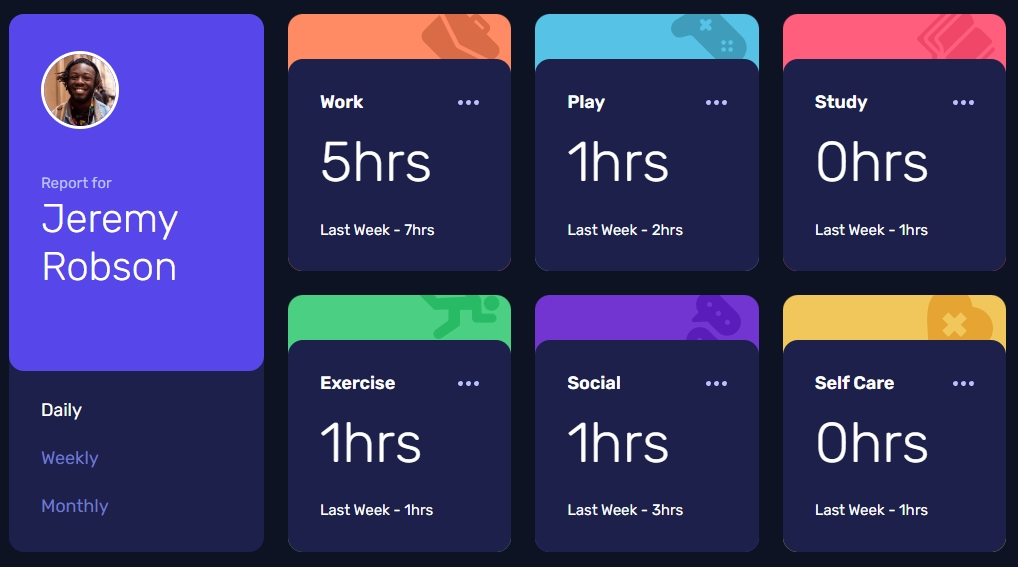 Report for
Jeremy
Robson
Daily
Weekly
Monthly
Work
5hrs
Last Week - 7hrs
Play
1hrs
Last Week - 2hrs
Study
0hrs
Last Week - 1hrs
Exercise
1hrs
Last Week - 1hrs
Social
1hrs
Last Week - 3hrs
Self Care
0hrs
Last Week - 1hrs